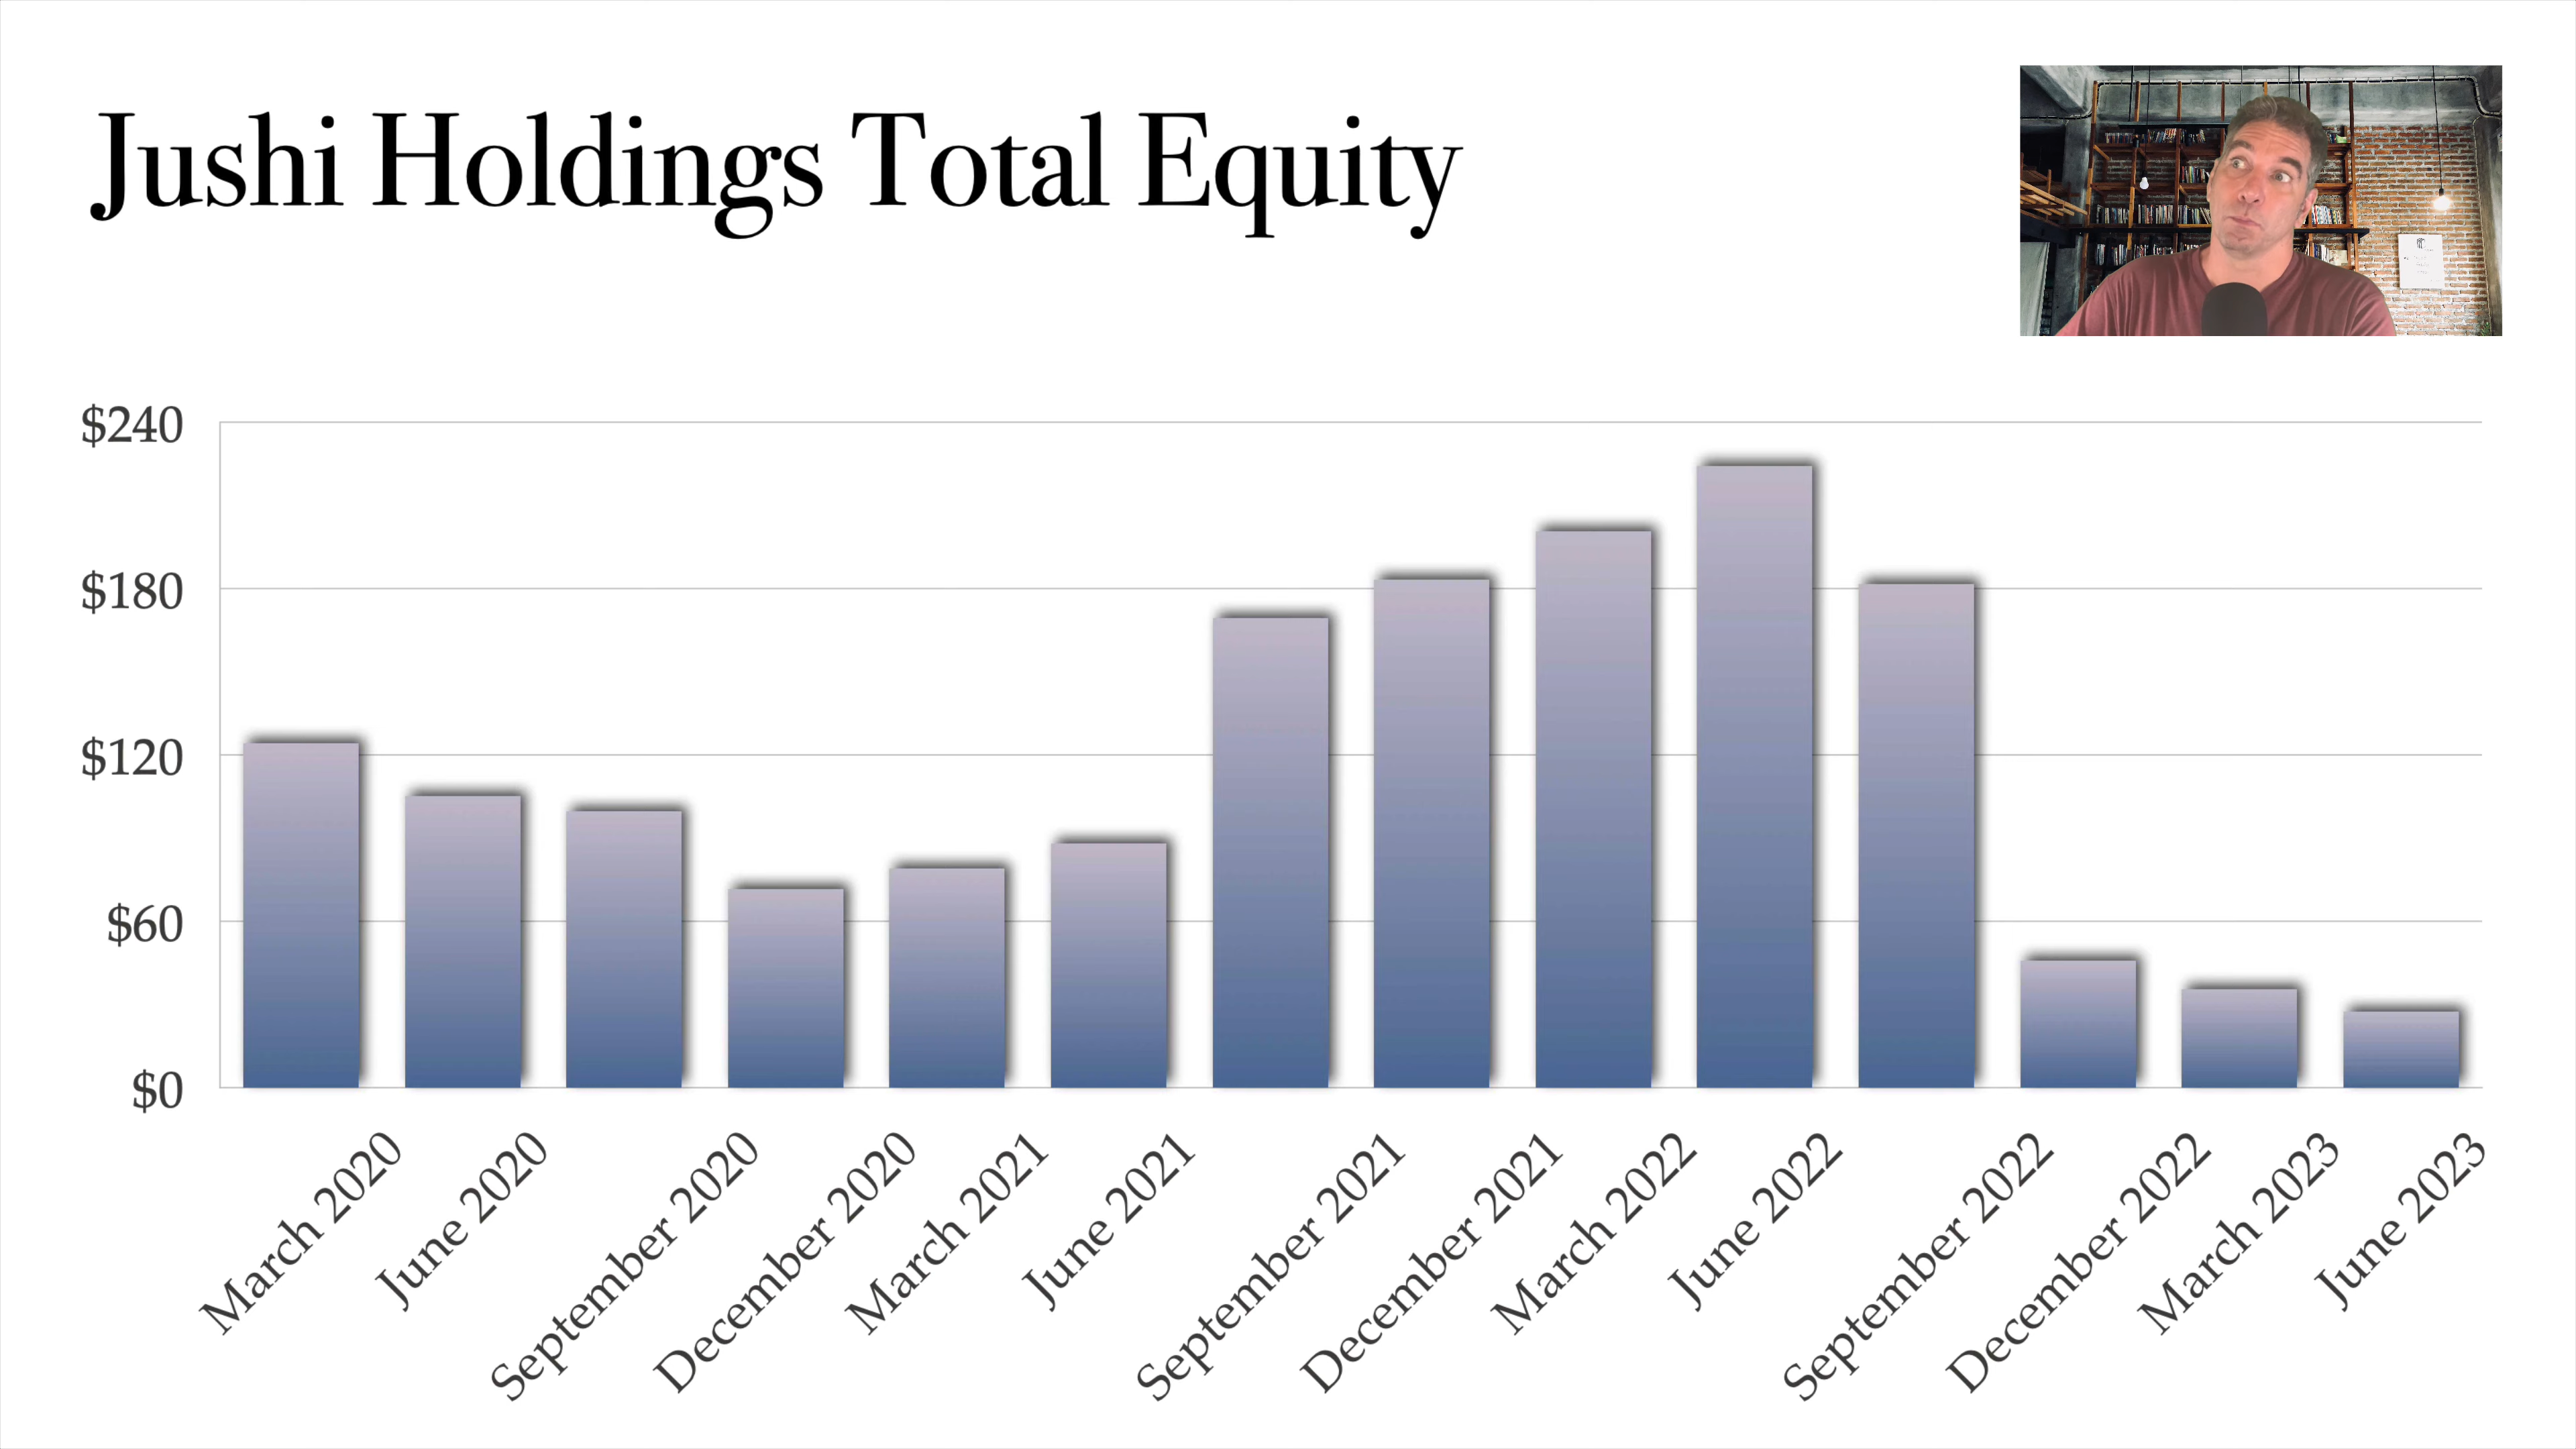 Jushi Holdings Total Equity
$240
$180
$120
$60
$0
March 2020
June 2020
September 2020
December 2020
March 2021
June 2021
September 2021
December 2021
March 2022
June 2022
September 2022
December 2022
March 2023
June 2023